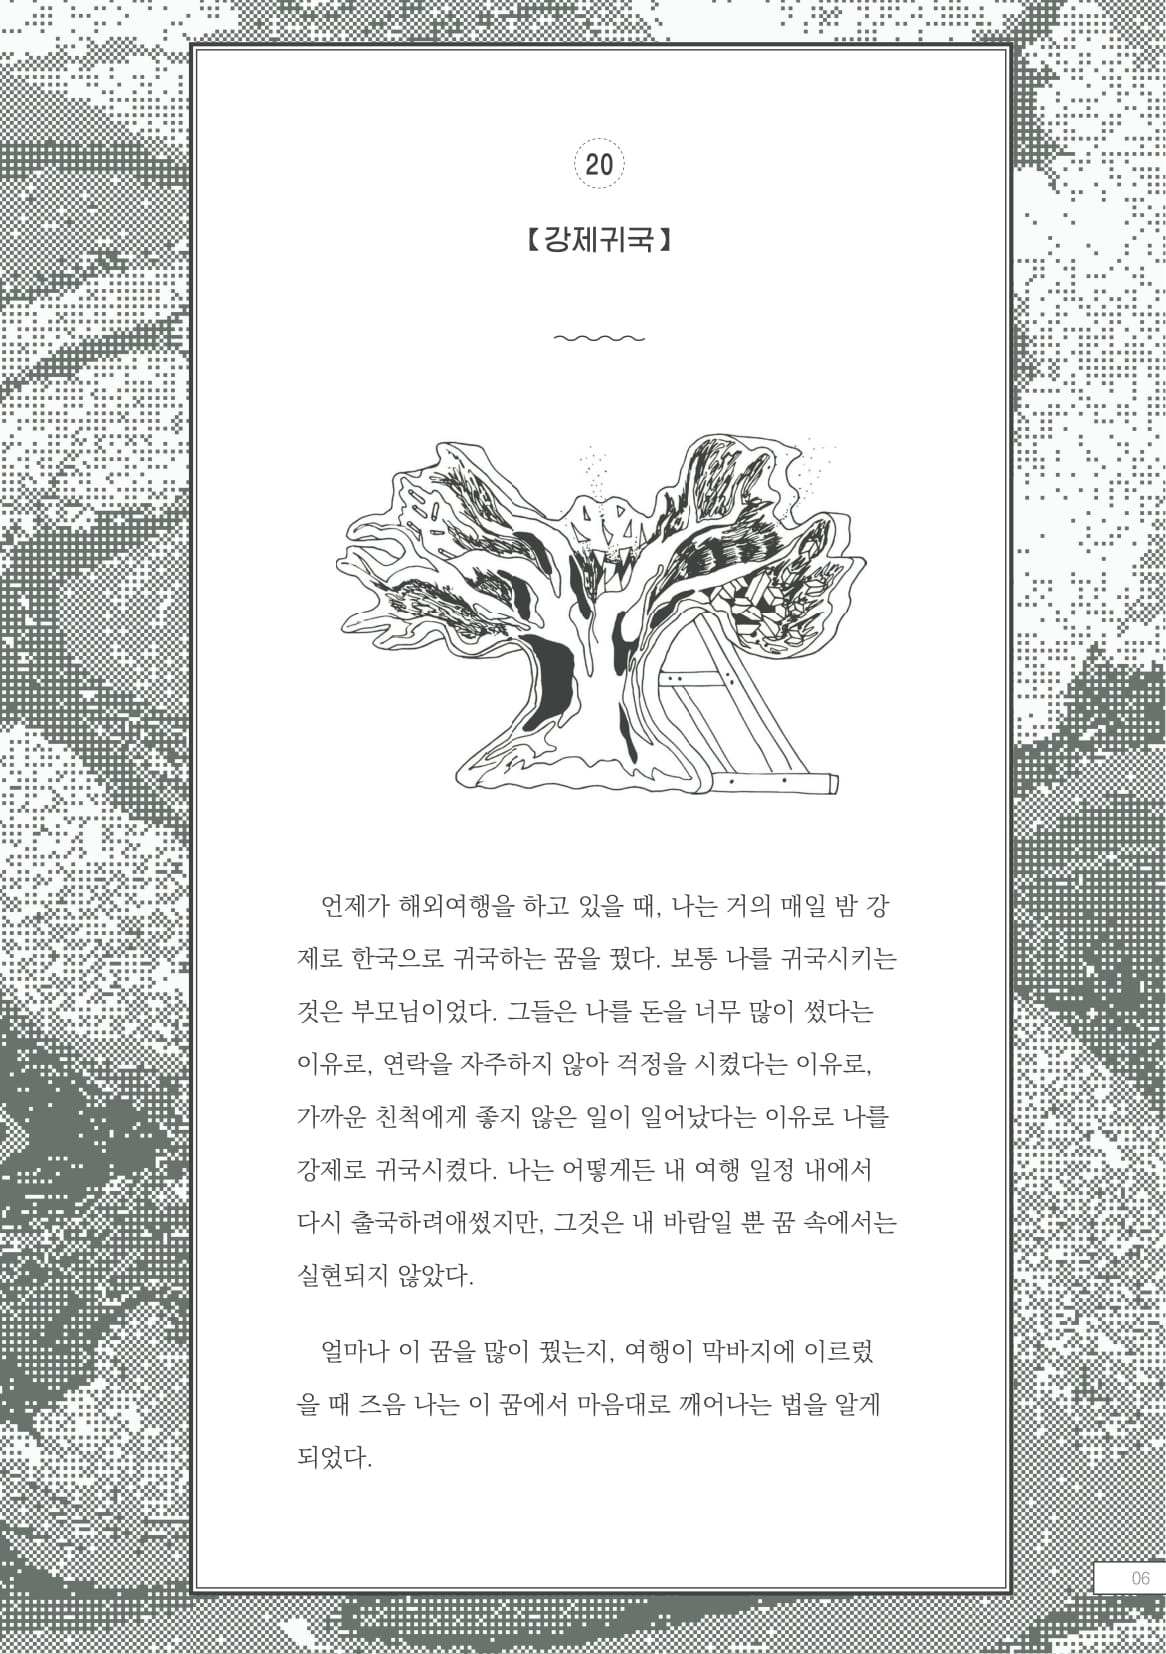 20
【강제귀국】
언제가 해외여행을 하고 있을 때, 나는 거의 매일 밤 강
제로 한국으로 귀국하는 꿈을 꿨다. 보통 나를 귀국시키는
것은 부모님이었다. 그들은 나를 돈을 너무 많이 썼다는
이유로, 연락을 자주하지 않아 걱정을 시켰다는 이유로,
가까운 친척에게 좋지 않은 일이 일어났다는 이유로 나를
강제로 귀국시켰다. 나는 어떻게든 내 여행 일정 내에서
다시 출국하려애썼지만, 그것은 내 바람일 뿐 꿈 속에서는
실현되지 않았다.
얼마나 이 꿈을 많이 꿨는지, 여행이 막바지에 이르렀
을 때 즈음 나는 이 꿈에서 마음대로 깨어나는 법을 알게
되었다.
06